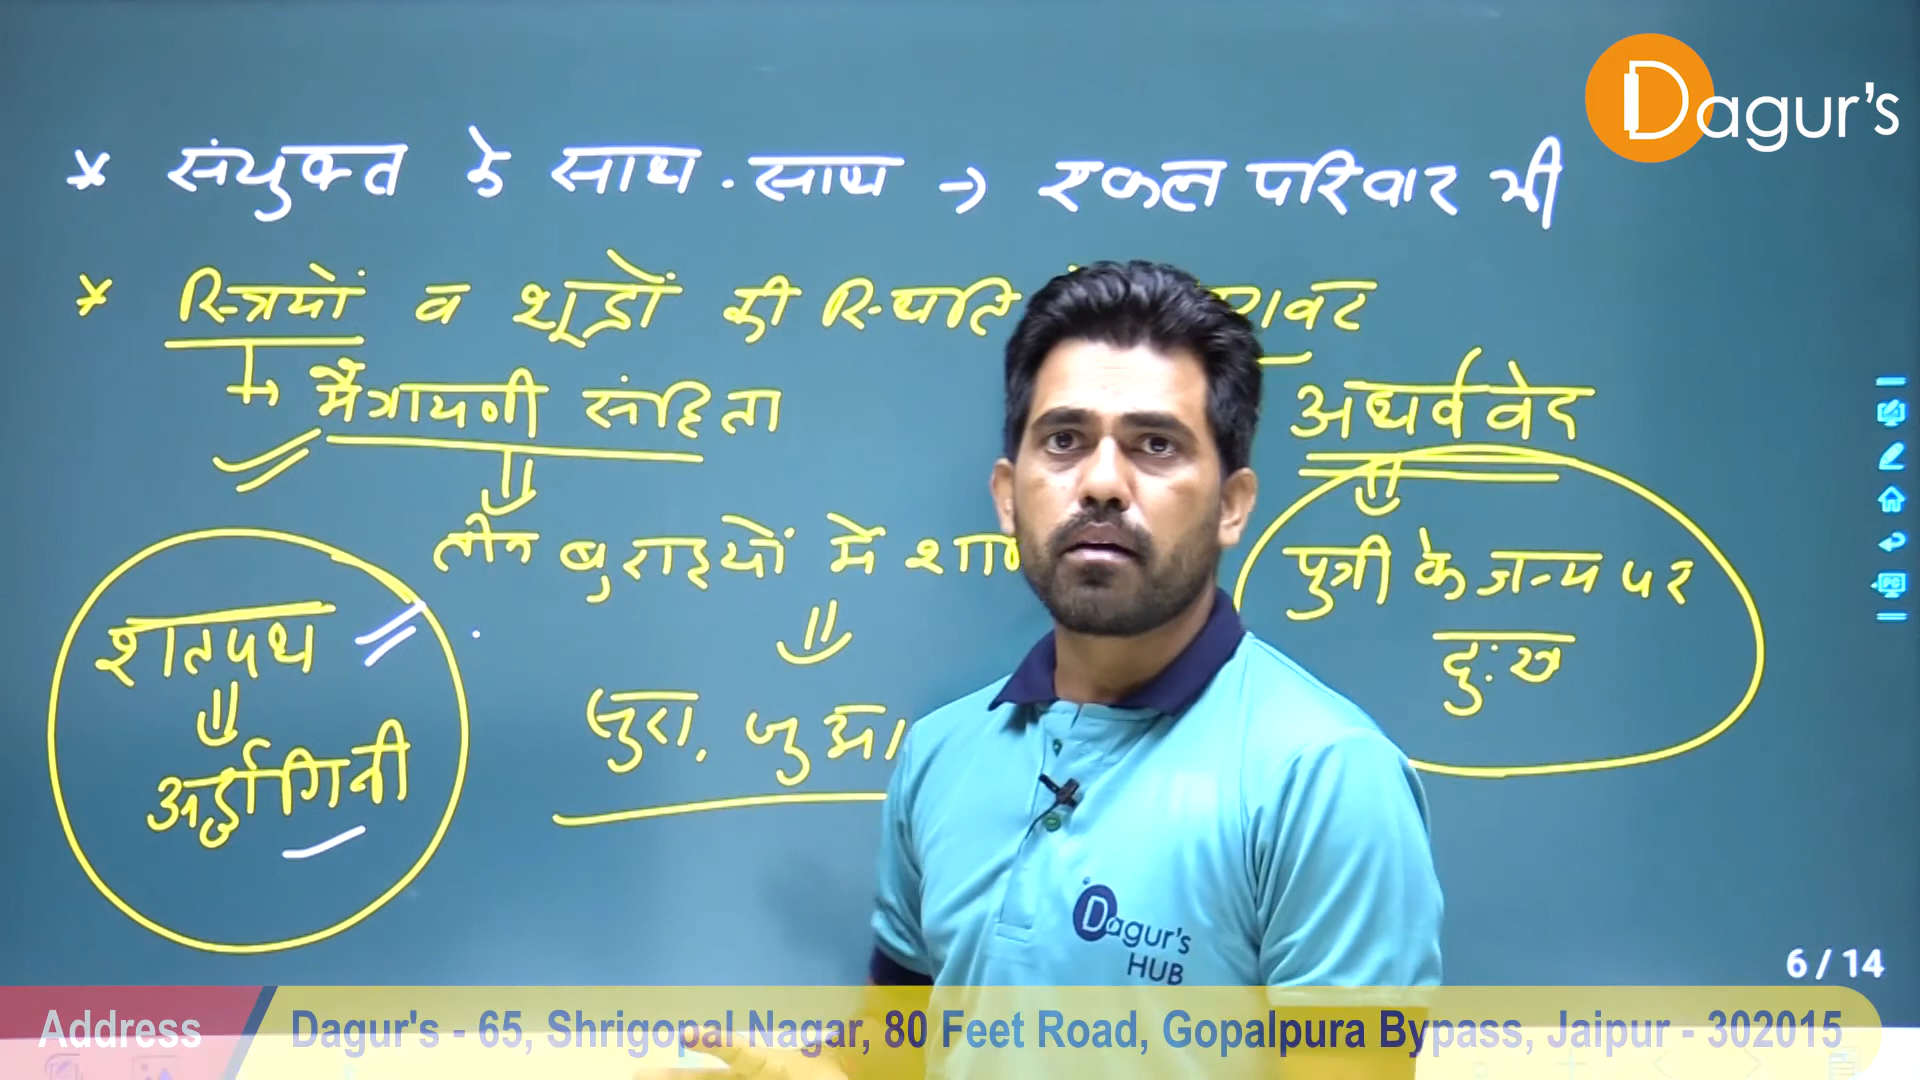 Dagur's
* संयुक्त के साथ - साथ → एकल परिवार भी
* स्त्रियों व शूद्रों की स्थिति
मैत्रायणी संहिता
अथर्ववेद
तीन बुराइयों में
पुत्री के जन्म पर
दुःख
शतपथ
अर्द्धांगिनी
सुरा, जुआ
Dagur's
HUB
6 / 14
Address Dagur's - 65, Shrigopal Nagar, 80 Feet Road, Gopalpura Bypass, Jaipur - 302015